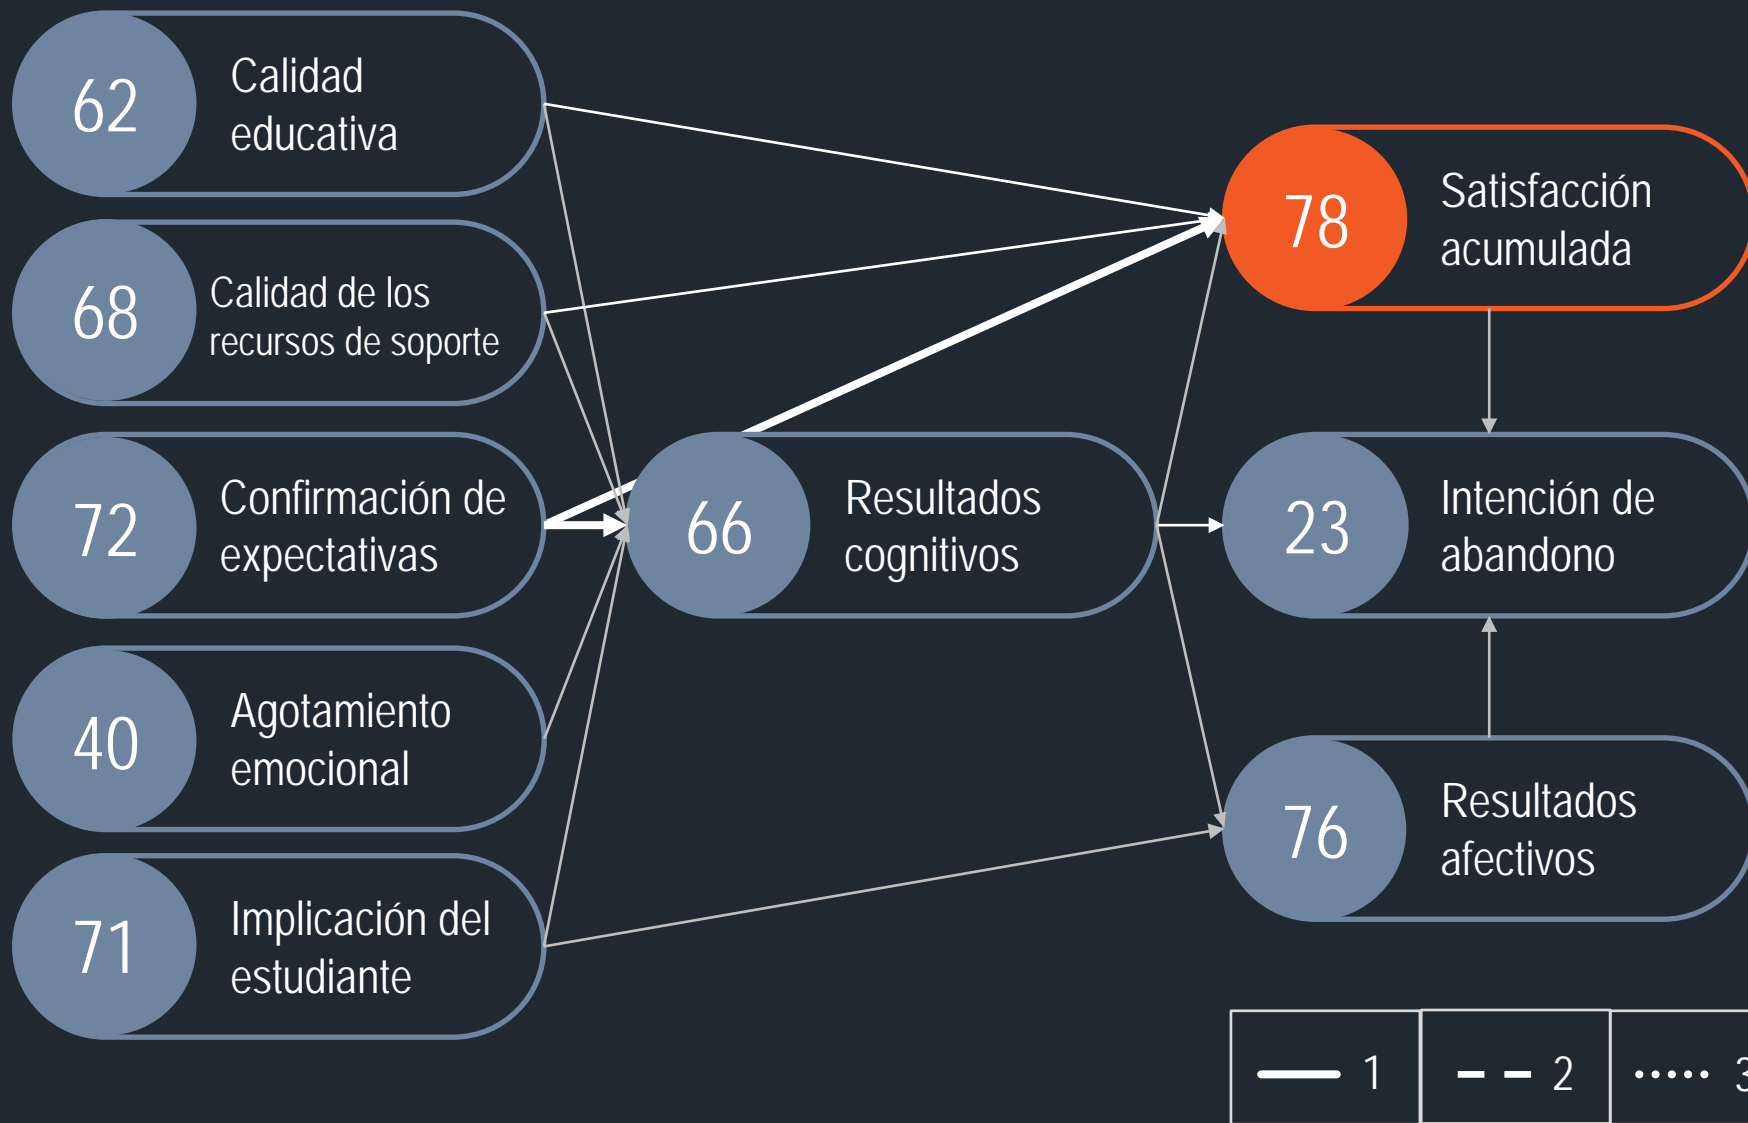 62
Calidad
educativa
68
Calidad de los
recursos de soporte
72
Confirmación de
expectativas
40
Agotamiento
emocional
71
Implicación del
estudiante
66
Resultados
cognitivos
78
Satisfacción
acumulada
23
Intención de
abandono
76
Resultados
afectivos
1
2
3